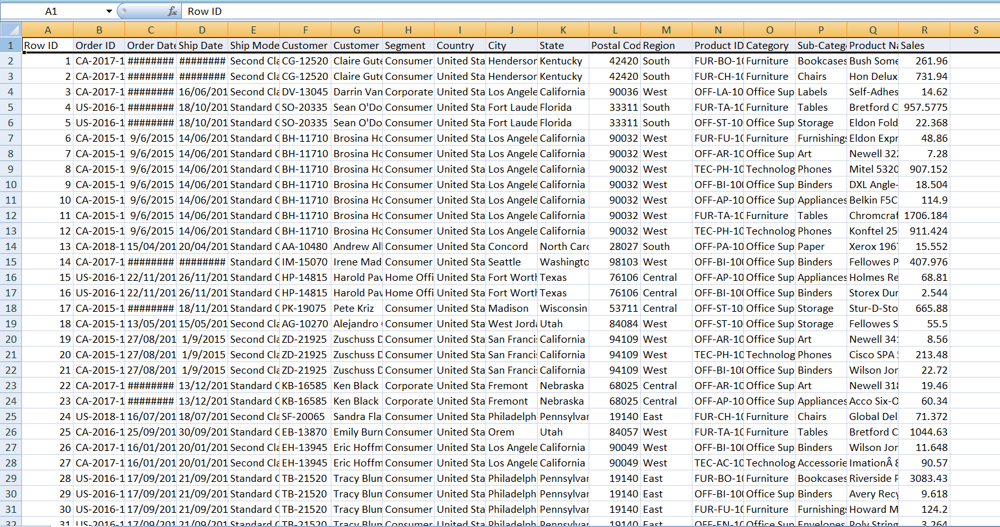 A1 fx Row ID
A B C D E F G H I J K L M N O P Q R S
1 Row ID Order ID Order Date Ship Date Ship Mode Customer Customer Segment Country City State Postal Cod Region Product ID Category Sub-Categ Product Na Sales
2 1 CA-2017-1 ######## ######## Second Cla CG-12520 Claire Gute Consumer United Sta Henderson Kentucky 42420 South FUR-BO-10 Furniture Bookcases Bush Some 261.96
3 2 CA-2017-1 ######## ######## Second Cla CG-12520 Claire Gute Consumer United Sta Henderson Kentucky 42420 South FUR-CH-10 Furniture Chairs Hon Delux 731.94
4 3 CA-2017-1 ######## 16/06/201 Second Cla DV-13045 Darrin Van Corporate United Sta Los Angele California 90036 West OFF-LA-10 Office Sup Labels Self-Adhes 14.62
5 4 US-2016-1 ######## 18/10/201 Standard C SO-20335 Sean O'Do Consumer United Sta Fort Laude Florida 33311 South FUR-TA-10 Furniture Tables Bretford C 957.5775
6 5 US-2016-1 ######## 18/10/201 Standard C SO-20335 Sean O'Do Consumer United Sta Fort Laude Florida 33311 South OFF-ST-10 Office Sup Storage Eldon Fold 22.368
7 6 CA-2015-1 9/6/2015 14/06/201 Standard C BH-11710 Brosina Ho Consumer United Sta Los Angele California 90032 West FUR-FU-10 Furniture Furnishings Eldon Expr 48.86
8 7 CA-2015-1 9/6/2015 14/06/201 Standard C BH-11710 Brosina Ho Consumer United Sta Los Angele California 90032 West OFF-AR-10 Office Sup Art Newell 322 7.28
9 8 CA-2015-1 9/6/2015 14/06/201 Standard C BH-11710 Brosina Ho Consumer United Sta Los Angele California 90032 West TEC-PH-10 Technolog Phones Mitel 5320 907.152
10 9 CA-2015-1 9/6/2015 14/06/201 Standard C BH-11710 Brosina Ho Consumer United Sta Los Angele California 90032 West OFF-BI-100 Office Sup Binders DXL Angle- 18.504
11 10 CA-2015-1 9/6/2015 14/06/201 Standard C BH-11710 Brosina Ho Consumer United Sta Los Angele California 90032 West OFF-AP-10 Office Sup Appliances Belkin F5C 114.9
12 11 CA-2015-1 9/6/2015 14/06/201 Standard C BH-11710 Brosina Ho Consumer United Sta Los Angele California 90032 West FUR-TA-10 Furniture Tables Chromcraf 1706.184
13 12 CA-2015-1 9/6/2015 14/06/201 Standard C BH-11710 Brosina Ho Consumer United Sta Los Angele California 90032 West TEC-PH-10 Technolog Phones Konftel 25 911.424
14 13 CA-2018-1 15/04/201 20/04/201 Standard C AA-10480 Andrew All Consumer United Sta Concord North Caro 28027 South OFF-PA-10 Office Sup Paper Xerox 1967 15.552
15 14 CA-2017-1 ######## ######## Standard C IM-15070 Irene Mad Consumer United Sta Seattle Washingto 98103 West OFF-BI-100 Office Sup Binders Fellowes P 407.976
16 15 US-2016-1 22/11/201 26/11/201 Standard C HP-14815 Harold Pav Home Offi United Sta Fort Worth Texas 76106 Central OFF-AP-10 Office Sup Appliances Holmes Re 68.81
17 16 US-2016-1 22/11/201 26/11/201 Standard C HP-14815 Harold Pav Home Offi United Sta Fort Worth Texas 76106 Central OFF-BI-100 Office Sup Binders Storex Dur 2.544
18 17 CA-2015-1 ######## 18/11/201 Standard C PK-19075 Pete Kriz Consumer United Sta Madison Wisconsin 53711 Central OFF-ST-10 Office Sup Storage Stur-D-Sto 665.88
19 18 CA-2015-1 13/05/201 15/05/201 Second Cla AG-10270 Alejandro Consumer United Sta West Jorda Utah 84084 West OFF-ST-10 Office Sup Storage Fellowes S 55.5
20 19 CA-2015-1 27/08/201 1/9/2015 Second Cla ZD-21925 Zuschuss D Consumer United Sta San Franci California 94109 West OFF-AR-10 Office Sup Art Newell 341 8.56
21 20 CA-2015-1 27/08/201 1/9/2015 Second Cla ZD-21925 Zuschuss D Consumer United Sta San Franci California 94109 West TEC-PH-10 Technolog Phones Cisco SPA 213.48
22 21 CA-2015-1 27/08/201 1/9/2015 Second Cla ZD-21925 Zuschuss D Consumer United Sta San Franci California 94109 West OFF-BI-100 Office Sup Binders Wilson Jor 22.72
23 22 CA-2017-1 ######## 13/12/201 Standard C KB-16585 Ken Black Corporate United Sta Fremont Nebraska 68025 Central OFF-AR-10 Office Sup Art Newell 318 19.46
24 23 CA-2017-1 ######## 13/12/201 Standard C KB-16585 Ken Black Corporate United Sta Fremont Nebraska 68025 Central OFF-AP-10 Office Sup Appliances Acco Six-O 60.34
25 24 US-2018-1 16/07/201 18/07/201 Second Cla SF-20065 Sandra Fla Consumer United Sta Philadelph Pennsylvan 19140 East FUR-CH-10 Furniture Chairs Global Del 71.372
26 25 CA-2016-1 25/09/201 30/09/201 Standard C EB-13870 Emily Burn Consumer United Sta Orem Utah 84057 West FUR-TA-10 Furniture Tables Bretford C 1044.63
27 26 CA-2017-1 16/01/201 20/01/201 Second Cla EH-13945 Eric Hoffm Consumer United Sta Los Angele California 90049 West OFF-BI-100 Office Sup Binders Wilson Jor 11.648
28 27 CA-2017-1 16/01/201 20/01/201 Second Cla EH-13945 Eric Hoffm Consumer United Sta Los Angele California 90049 West TEC-AC-10 Technolog Accessorie ImationÂ 8 90.57
29 28 US-2016-1 17/09/201 21/09/201 Standard C TB-21520 Tracy Blum Consumer United Sta Philadelph Pennsylvan 19140 East FUR-BO-10 Furniture Bookcases Riverside P 3083.43
30 29 US-2016-1 17/09/201 21/09/201 Standard C TB-21520 Tracy Blum Consumer United Sta Philadelph Pennsylvan 19140 East OFF-BI-100 Office Sup Binders Avery Recy 9.618
31 30 US-2016-1 17/09/201 21/09/201 Standard C TB-21520 Tracy Blum Consumer United Sta Philadelph Pennsylvan 19140 East FUR-FU-10 Furniture Furnishings Howard M 124.2
32 31 US-2016-1 17/09/201 21/09/201 Standard C TB-21520 Tracy Blum Consumer United Sta Philadelph Pennsylvan 19140 East OFF-EN-10 Office Sup Envelopes Poly String 3.264